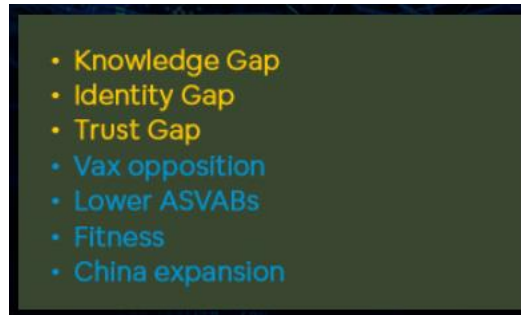 • Knowledge Gap
• Identity Gap
• Trust Gap
• Vax opposition
• Lower ASVABs
• Fitness
• China expansion